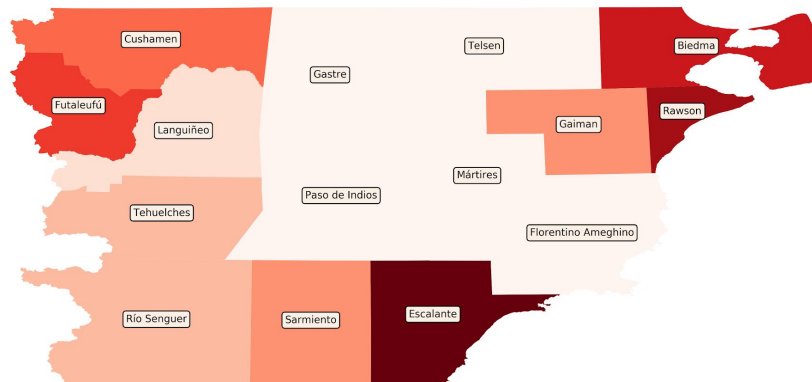 Cushamen
Telsen
Biedma
Gastre
Futaleufú
Rawson
Gaiman
Languiñeo
Mártires
Paso de Indios
Tehuelches
Florentino Ameghino
Escalante
Río Senguer
Sarmiento